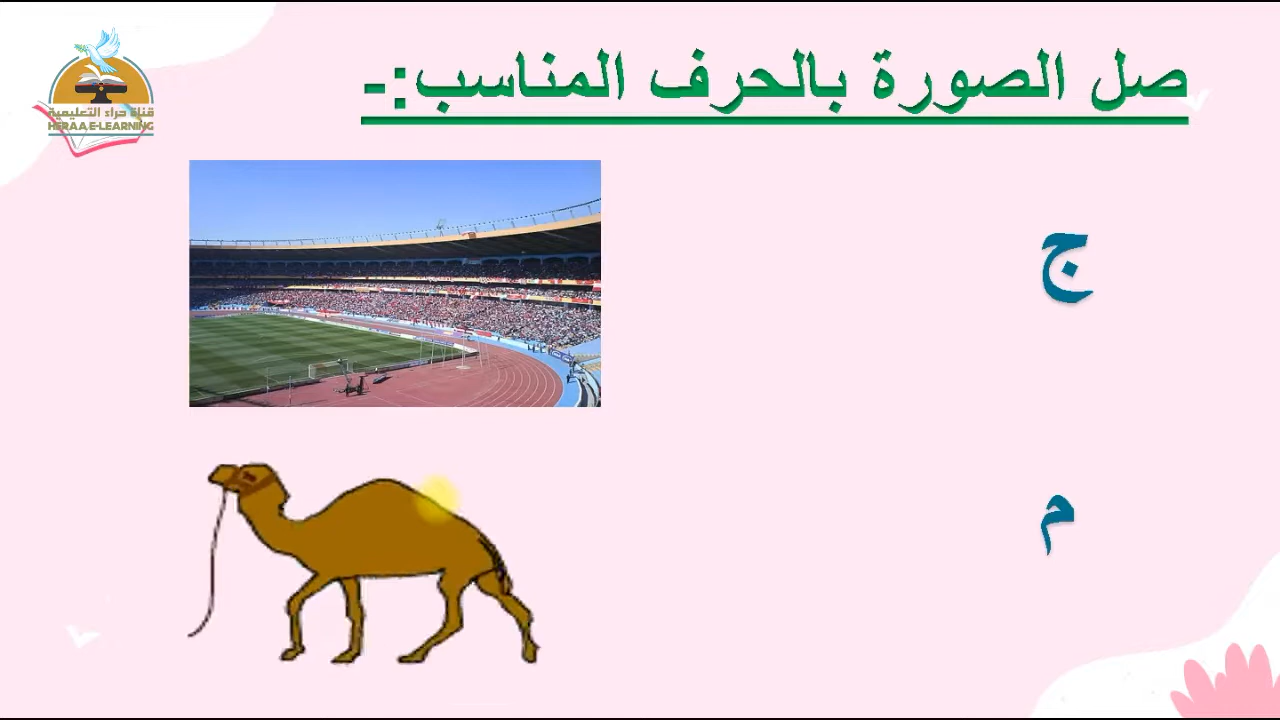 صل الصورة بالحرف المناسب:-
قناة حراء التعليمية
HERAA E-LEARNING
ج
م